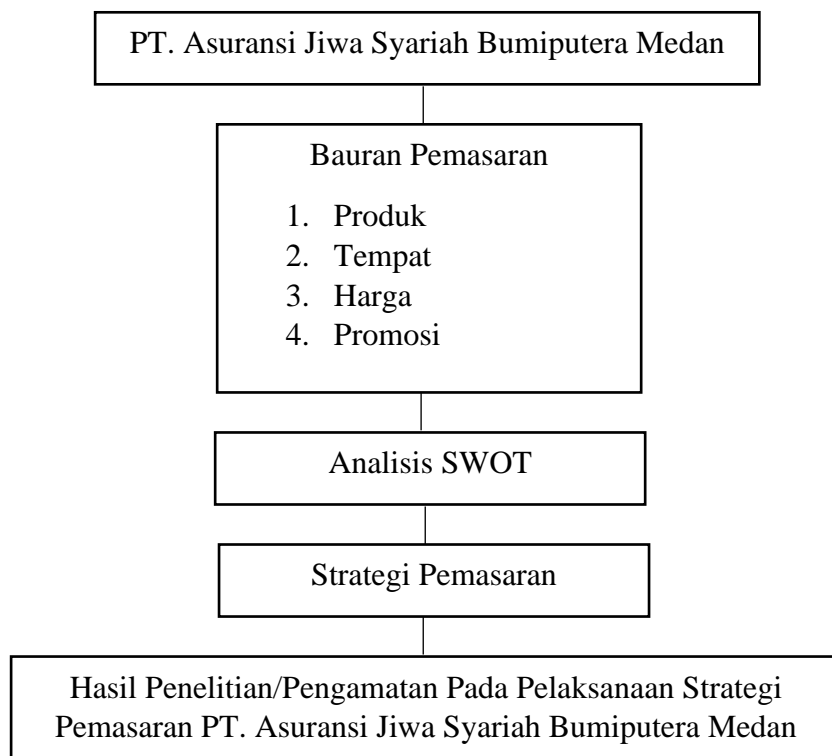 PT. Asuransi Jiwa Syariah Bumiputera Medan
Bauran Pemasaran
1. Produk
2. Tempat
3. Harga
4. Promosi
Analisis SWOT
Strategi Pemasaran
Hasil Penelitian/Pengamatan Pada Pelaksanaan Strategi
Pemasaran PT. Asuransi Jiwa Syariah Bumiputera Medan